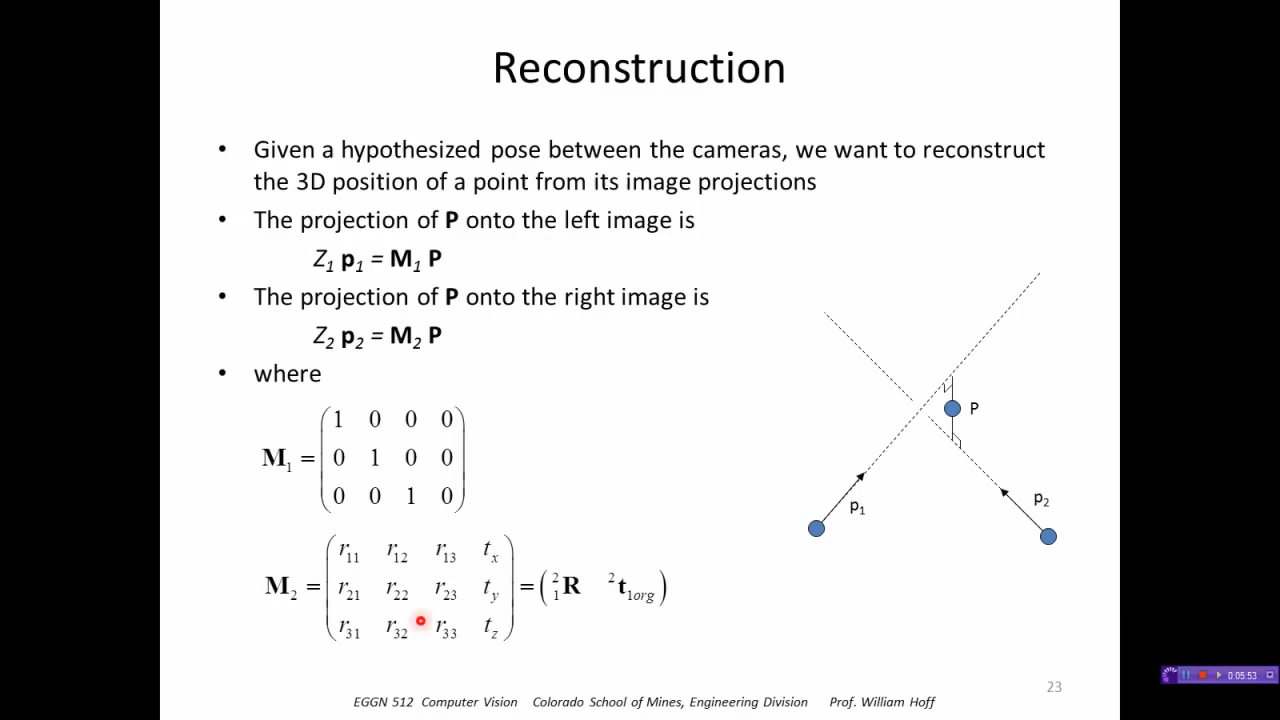 Reconstruction
• Given a hypothesized pose between the cameras, we want to reconstruct
the 3D position of a point from its image projections
• The projection of P onto the left image is
Z1 p1 = M1 P
• The projection of P onto the right image is
Z2 p2 = M2 P
• where
M1 =
1 0 0 0
0 1 0 0
0 0 1 0
M2 =
r11 r12 r13 tx
r21 r22 r23 ty
r31 r32 r33 tz
= ( 2 1 R 2 t 1org )
P
p1
p2
23
EGGN 512 Computer Vision Colorado School of Mines, Engineering Division Prof. William Hoff
0:05:53